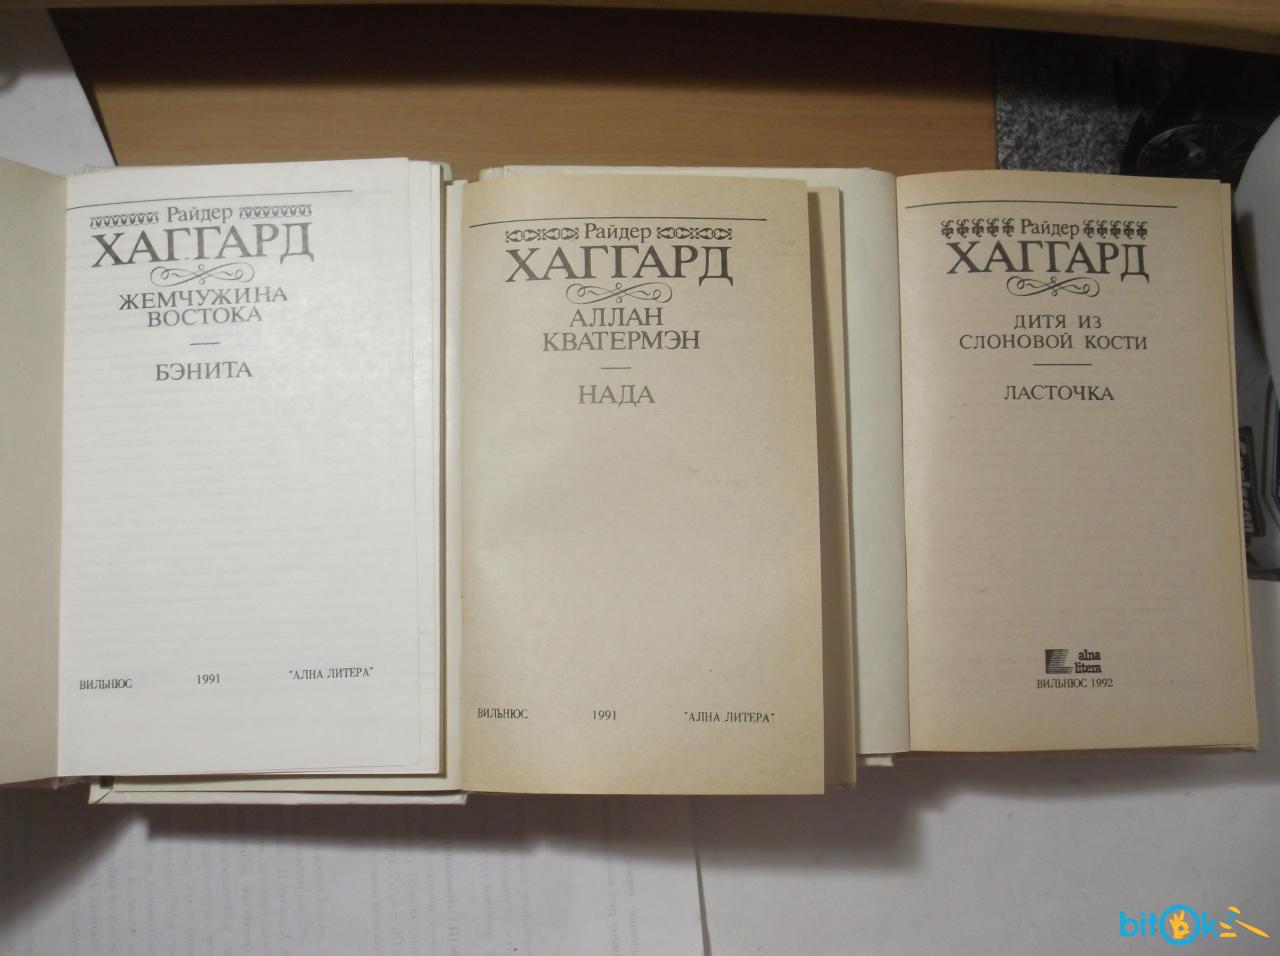 Райдер
ХАГГАРД
ЖЕМЧУЖИНА
ВОСТОКА
БЭНИТА
ВИЛЬНЮС 1991 "АЛНА ЛИТЕРА"
Райдер
ХАГГАРД
АЛЛАН
КВАТЕРМЭН
НАДА
ВИЛЬНЮС 1991 "АЛНА ЛИТЕРА"
Райдер
ХАГГАРД
ДИТЯ ИЗ
СЛОНОВОЙ КОСТИ
ЛАСТОЧКА
alna
litera
ВИЛЬНЮС 1992
bitOk